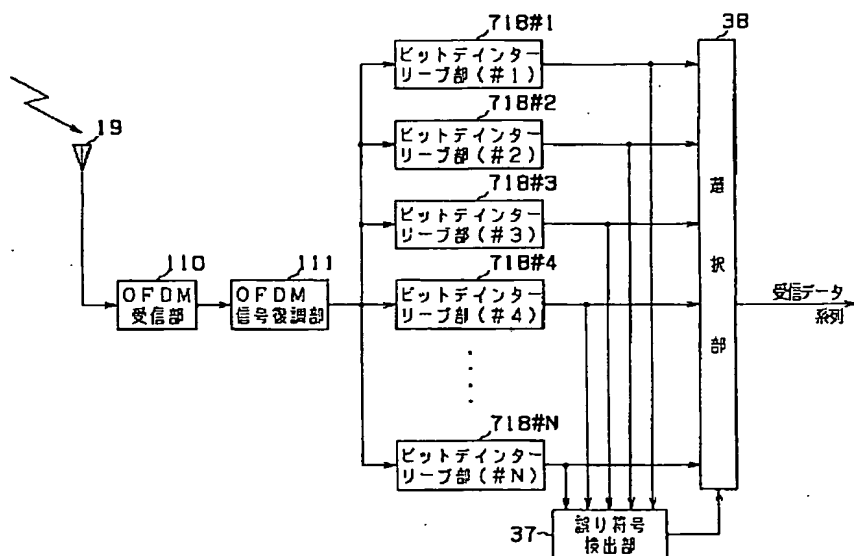 718#1
38
ビットデインター
リーブ部(#1)
718#2
19
ビットデインター
リーブ部(#2)
718#3
ビットデインター
リーブ部(#3)
選
択
部
110
111
718#4
OFDM
受信部
OFDM
信号復調部
ビットデインター
リーブ部(#4)
受信データ
系列
718#N
ビットデインター
リーブ部(#N)
37
誤り符号
検出部